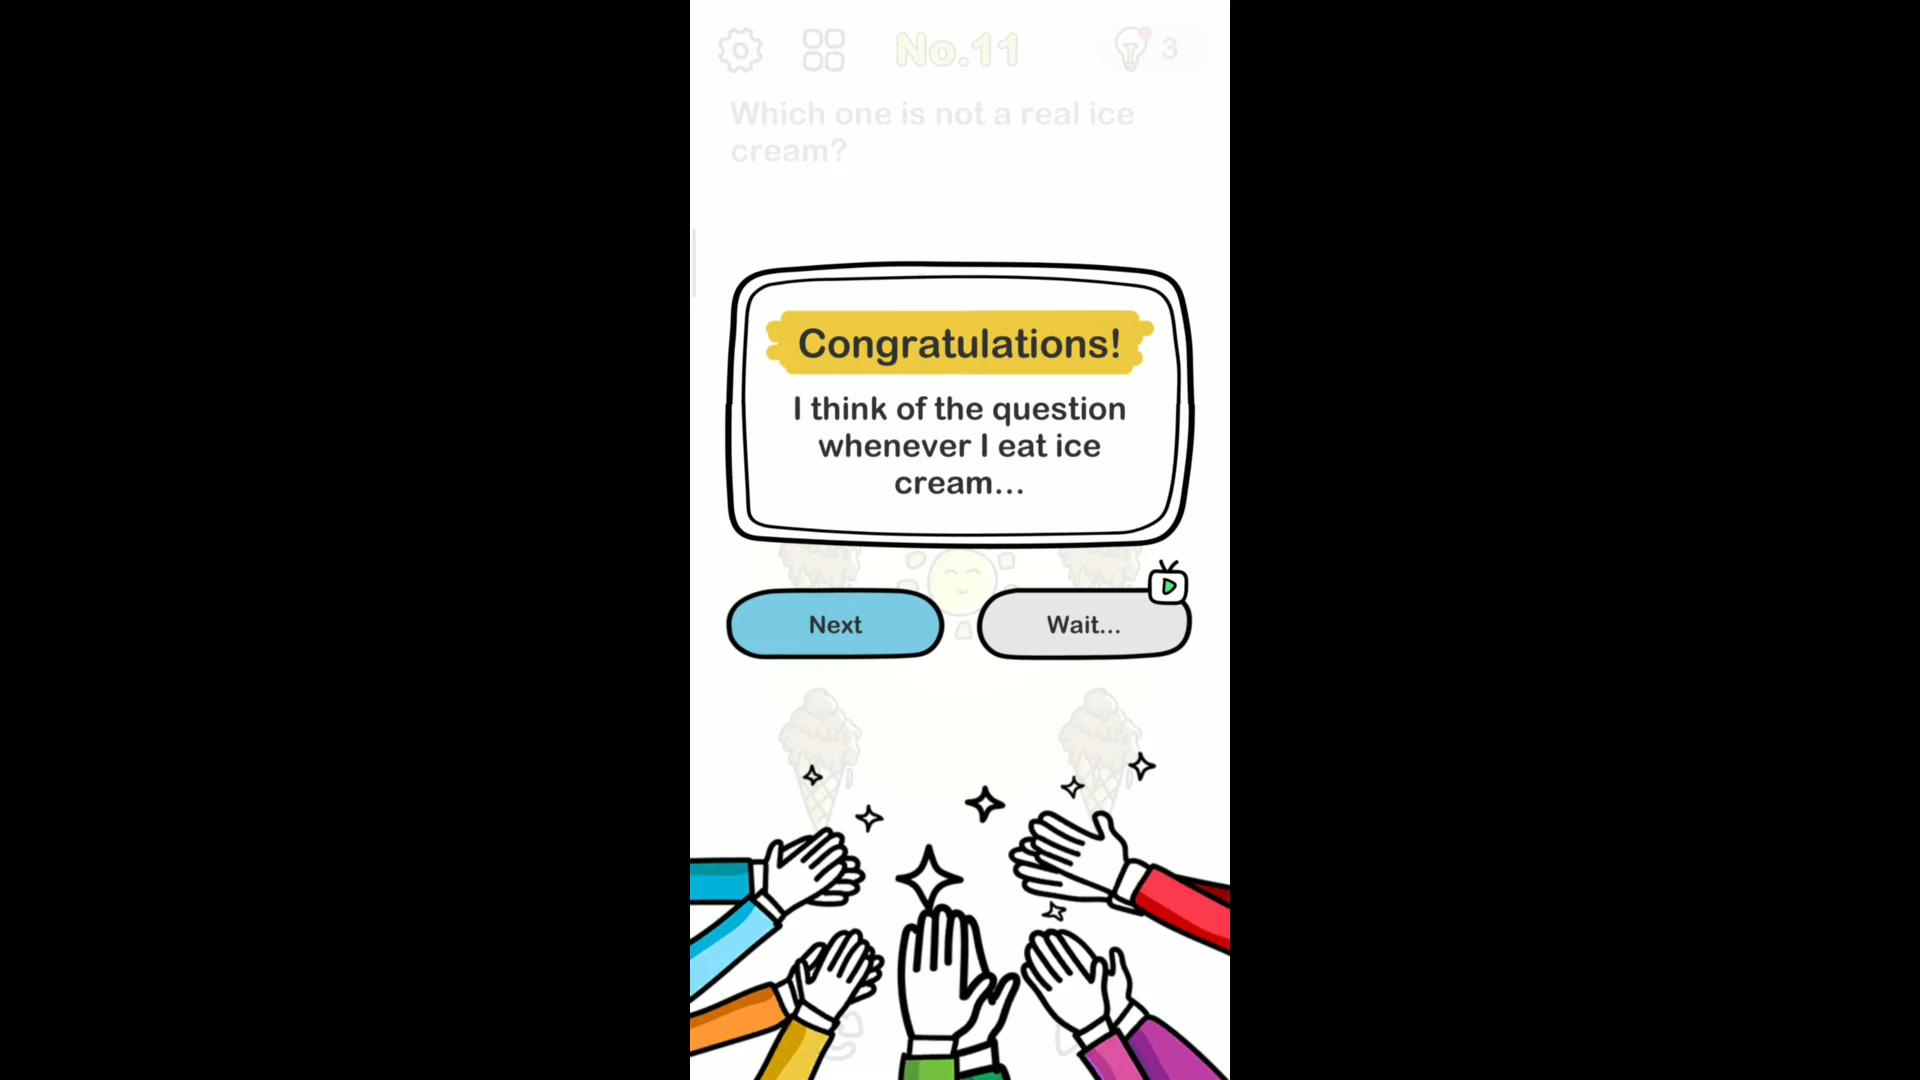 No.11
3
Which one is not a real ice
cream?
Congratulations!
I think of the question
whenever I eat ice
cream...
Next
Wait...